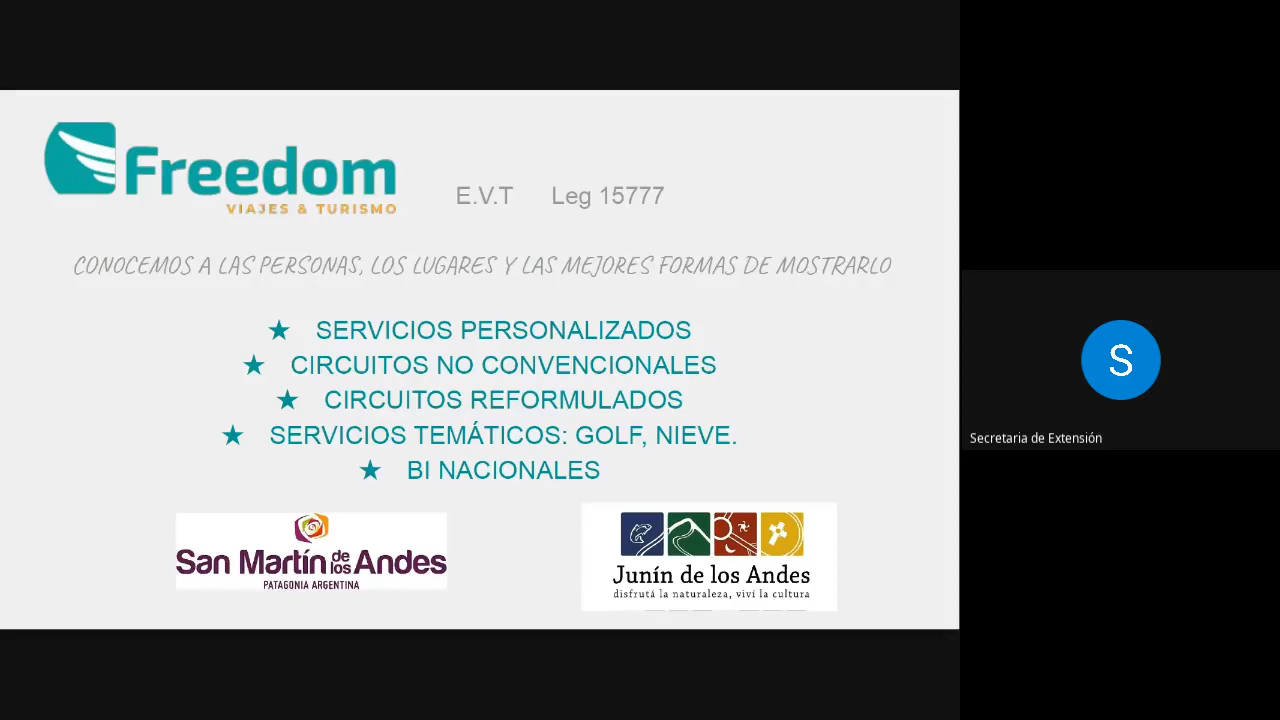 Freedom
VIAJES & TURISMO
E.V.T Leg 15777
CONOCEMOS A LAS PERSONAS, LOS LUGARES Y LAS MEJORES FORMAS DE MOSTRARLO
★ SERVICIOS PERSONALIZADOS
★ CIRCUITOS NO CONVENCIONALES
★ CIRCUITOS REFORMULADOS
★ SERVICIOS TEMÁTICOS: GOLF, NIEVE.
★ BI NACIONALES
San Martín de los Andes
PATAGONIA ARGENTINA
Junín de los Andes
disfrutá la naturaleza, viví la cultura
S
Secretaria de Extensión